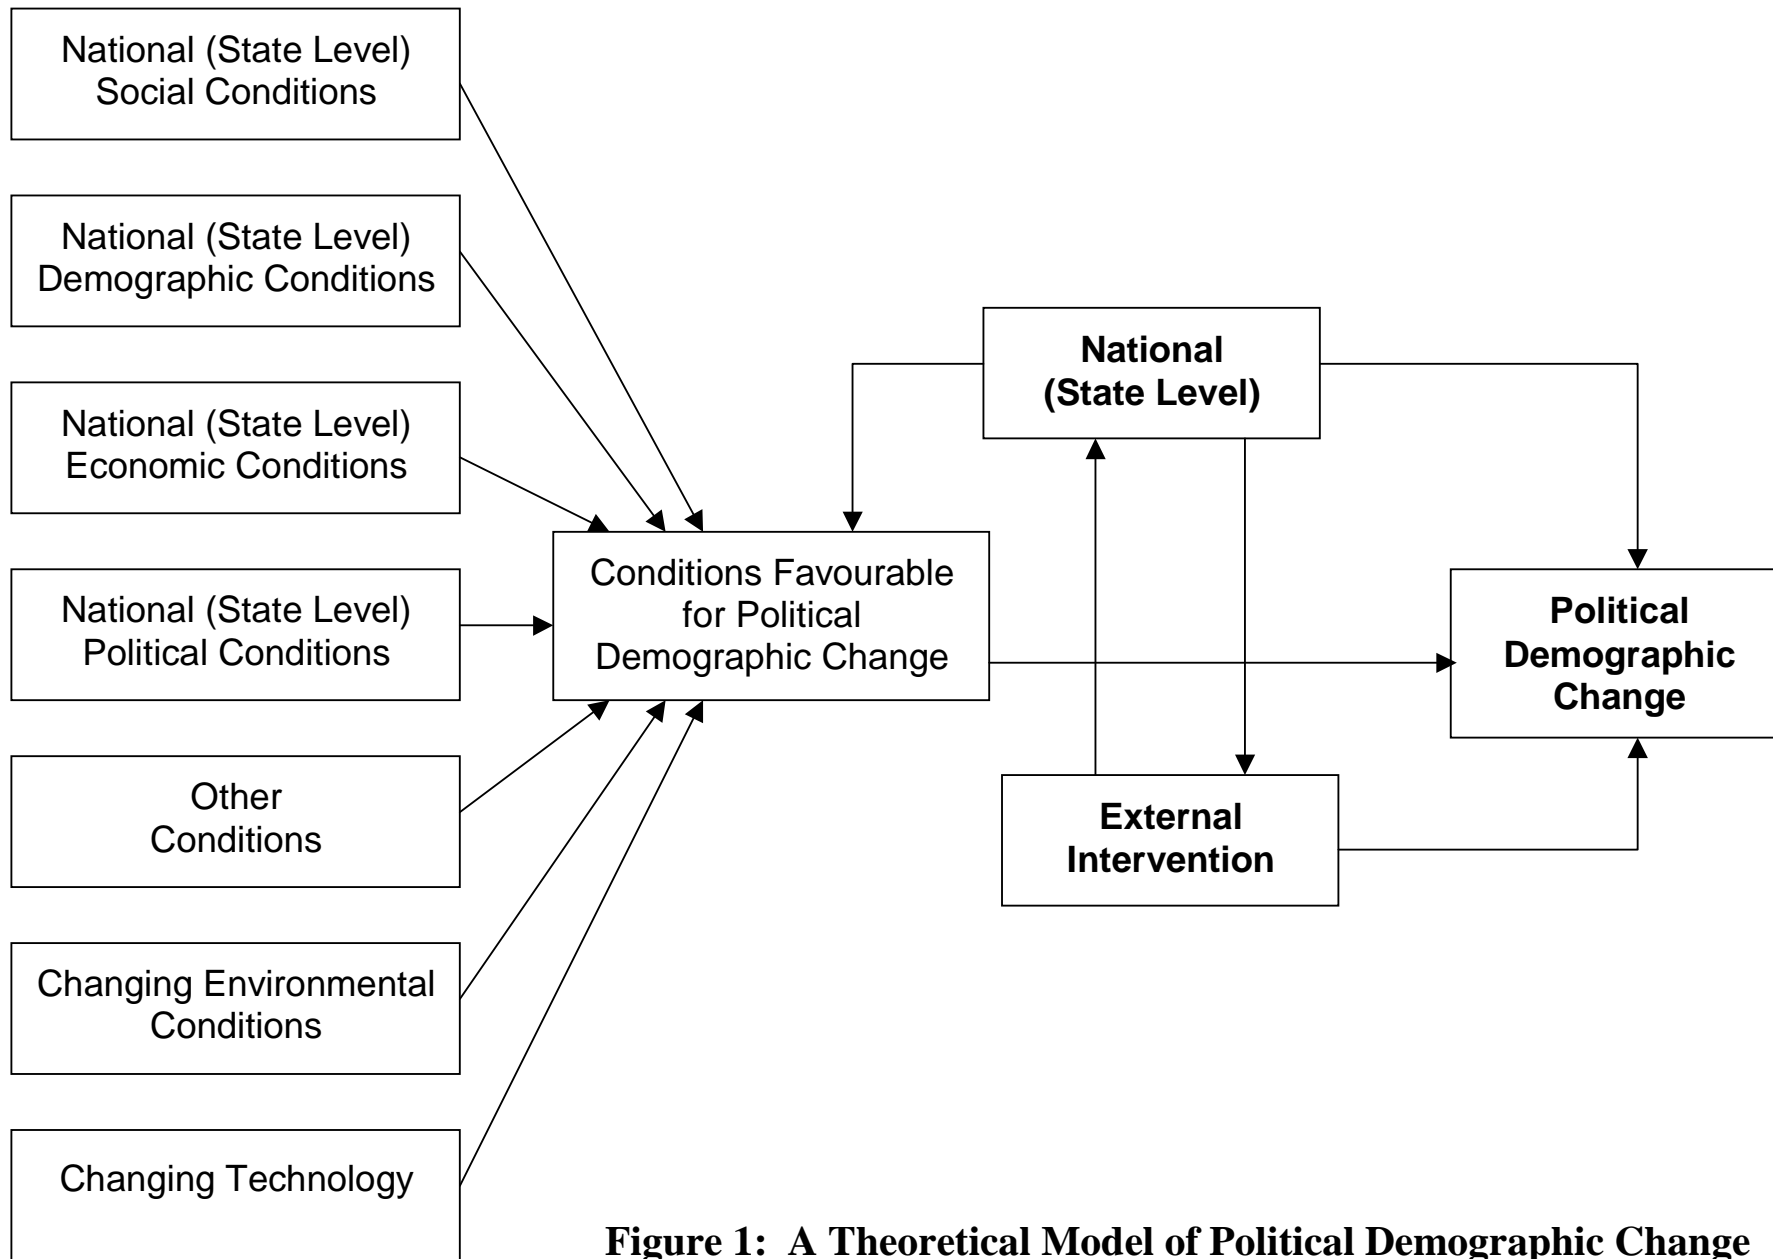 National (State Level)
Social Conditions
National (State Level)
Demographic Conditions
National (State Level)
Economic Conditions
National (State Level)
Political Conditions
Other
Conditions
Changing Environmental
Conditions
Changing Technology
Conditions Favourable
for Political
Demographic Change
National
(State Level)
External
Intervention
Political
Demographic
Change
Figure 1: A Theoretical Model of Political Demographic Change